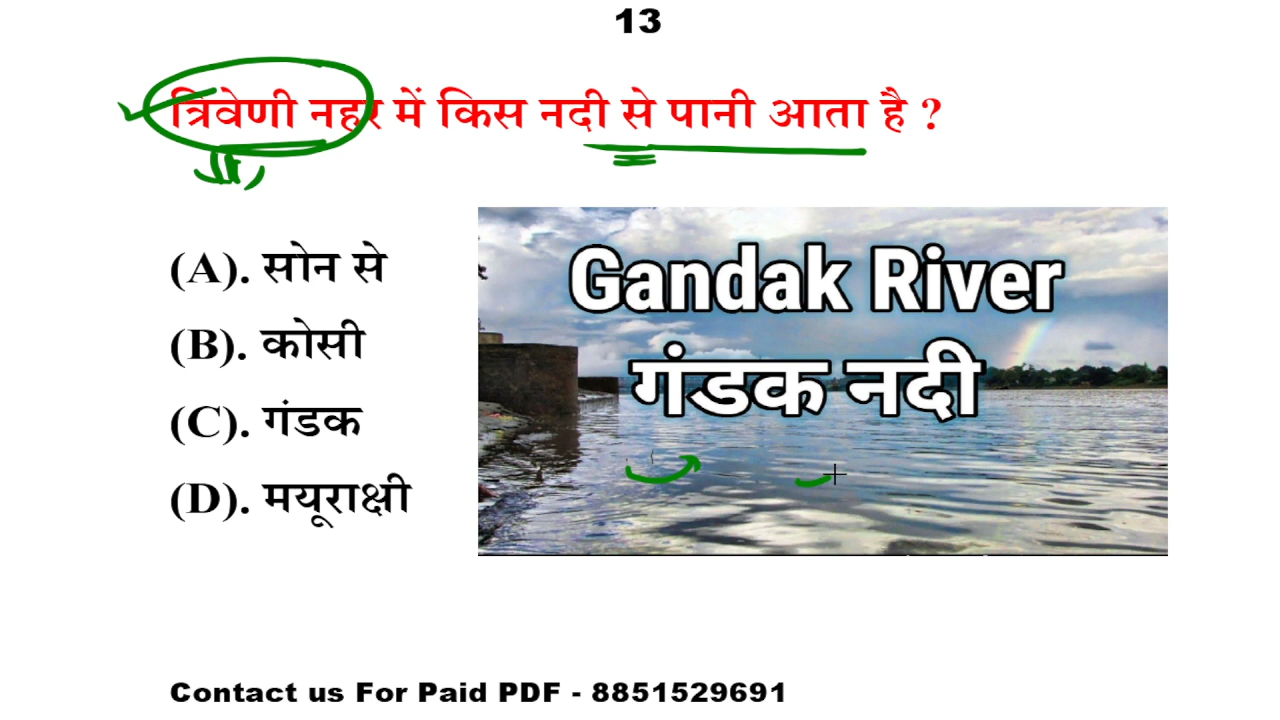 13
त्रिवेणी नहर में किस नदी से पानी आता है ?
(A). सोन से
(B). कोसी
(C). गंडक
(D). मयूराक्षी
Gandak River
गंडक नदी
Contact us For Paid PDF - 8851529691